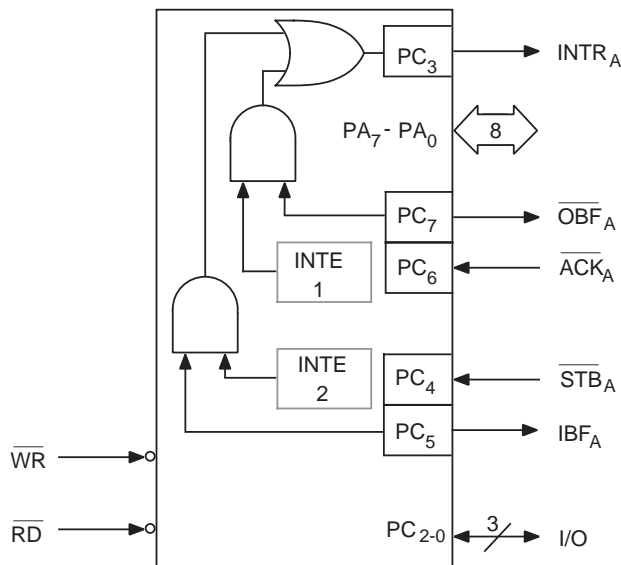 PC3 INTRA
PA7 - PA0 8
PC7 OBFA
INTE 1 PC6 ACKA
INTE 2 PC4 STBA
PC5 IBFA
WR
RD PC2-0 3 I/O